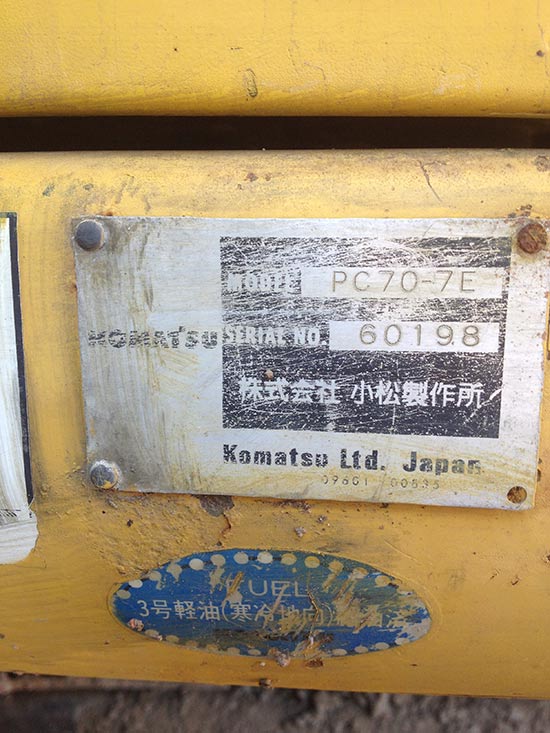 MODEL PC70-7E
KOMATSU
SERIAL NO. 60198
株式会社 小松製作所
Komatsu Ltd. Japan
09601 00535
FUEL
3号軽油(寒冷地向)